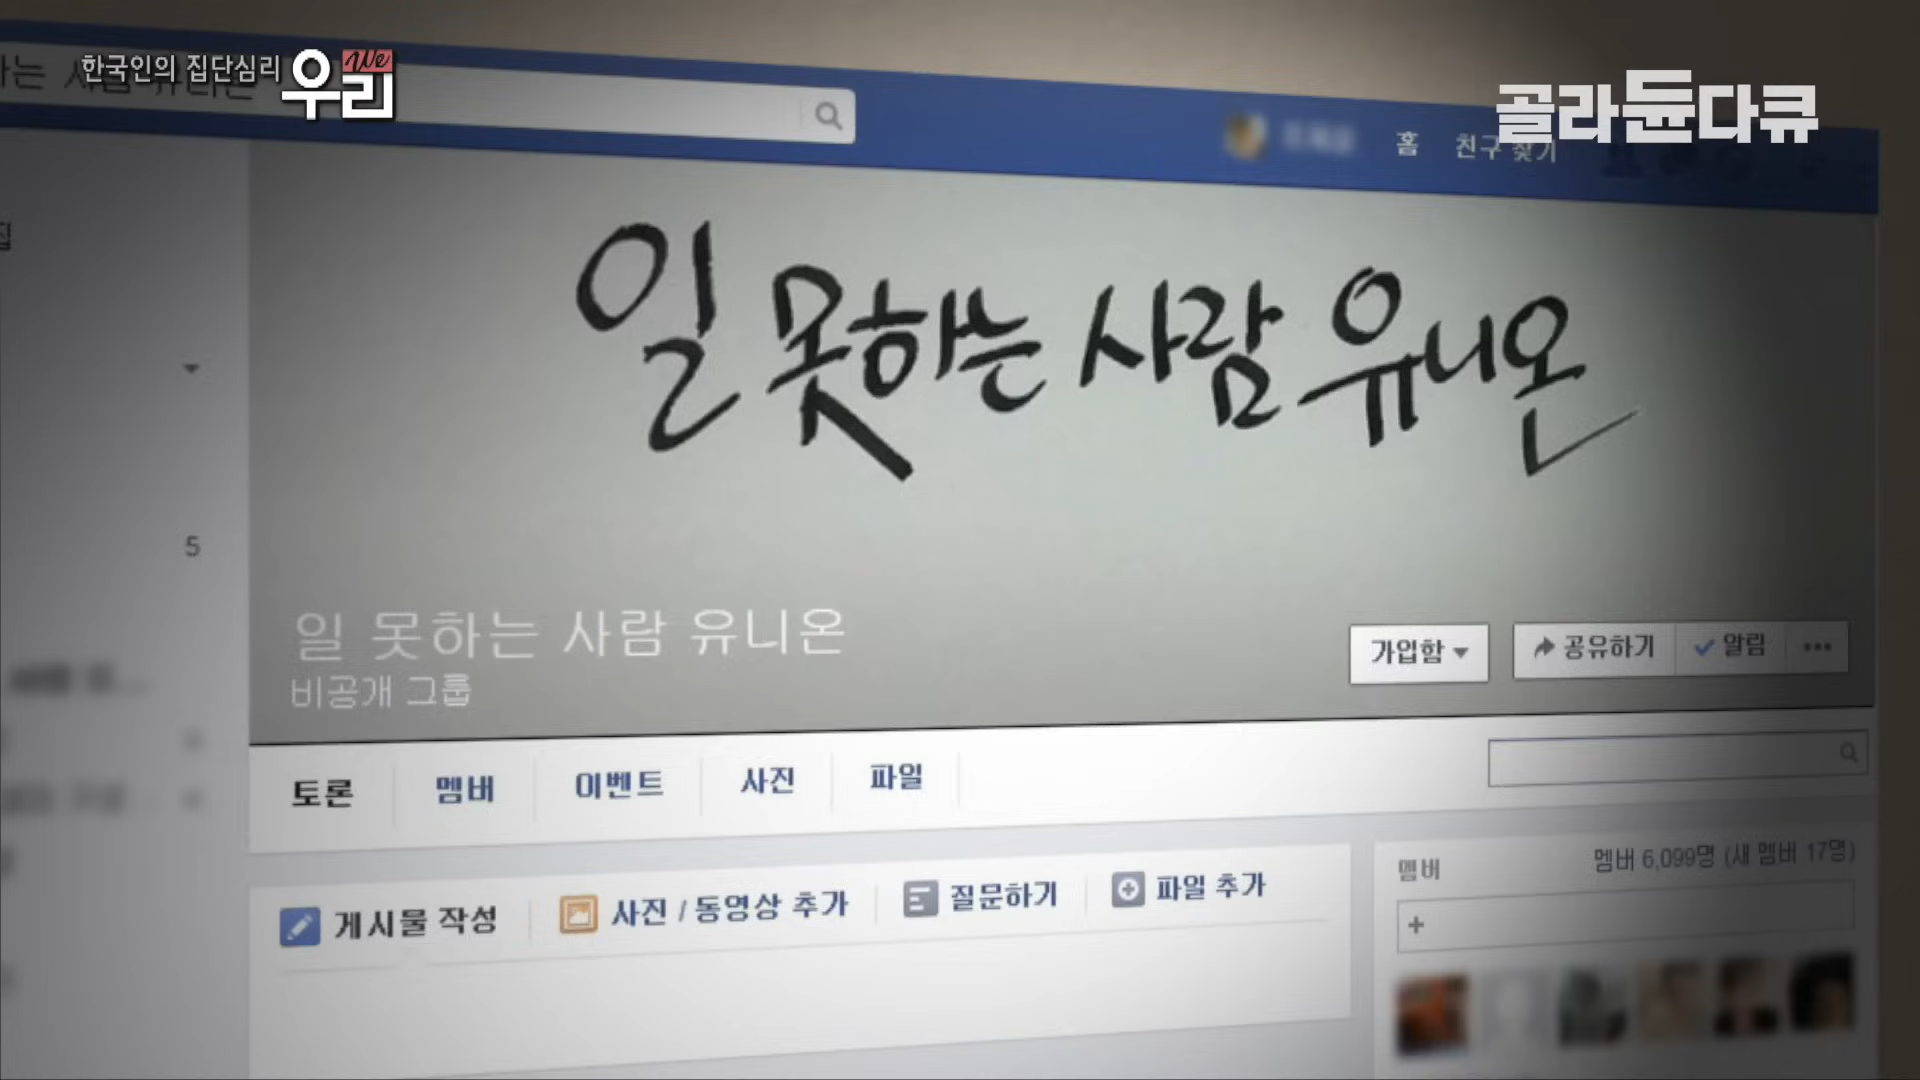 한국인의 집단심리 우리 We
골라듄다큐
홈 친구 찾기
일 못하는 사람 유니온
5
일 못하는 사람 유니온
비공개 그룹
가입함 공유하기 알림
토론 멤버 이벤트 사진 파일
게시물 작성 사진 / 동영상 추가 질문하기 파일 추가
멤버 멤버 6,099명 (새 멤버 17명)